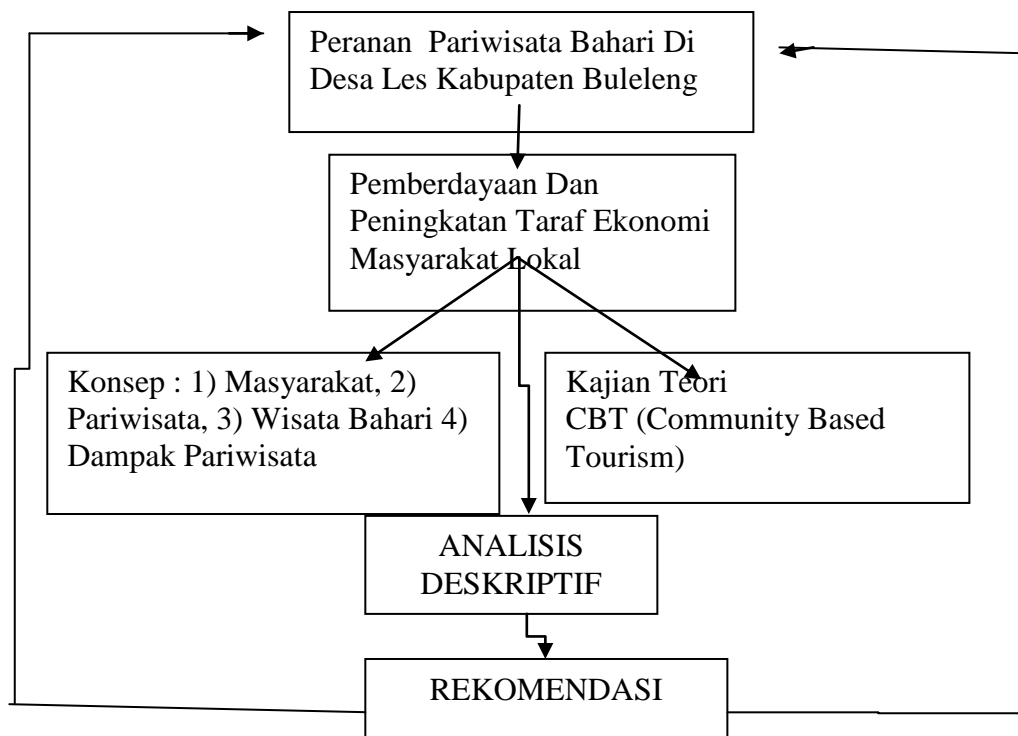 Peranan Pariwisata Bahari Di
Desa Les Kabupaten Buleleng
Pemberdayaan Dan
Peningkatan Taraf Ekonomi
Masyarakat Lokal
Konsep : 1) Masyarakat, 2)
Pariwisata, 3) Wisata Bahari 4)
Dampak Pariwisata
Kajian Teori
CBT (Community Based
Tourism)
ANALISIS
DESKRIPTIF
REKOMENDASI